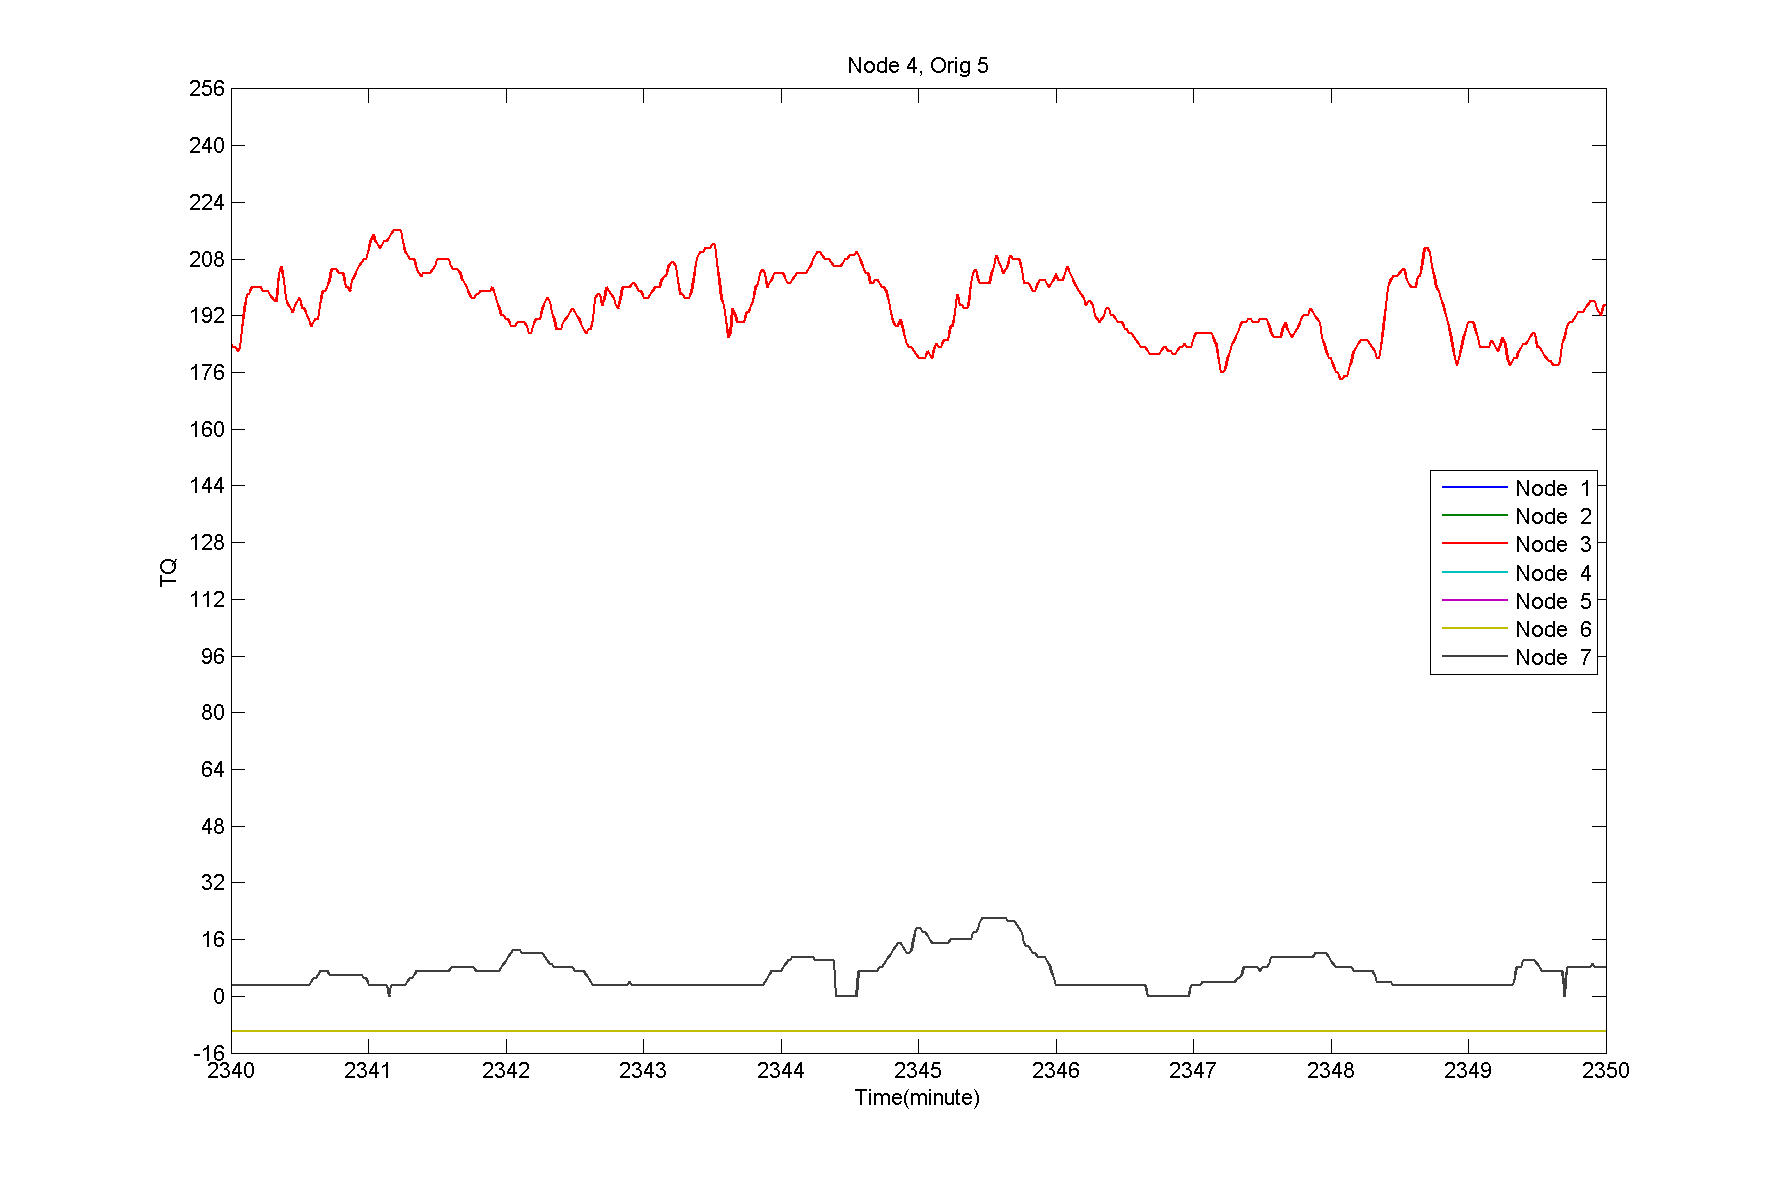 Node 4, Orig 5
256
240
224
208
192
176
160
144
128
112
96
80
64
48
32
16
0
-16
TQ
Node 1
Node 2
Node 3
Node 4
Node 5
Node 6
Node 7
2340 2341 2342 2343 2344 2345 2346 2347 2348 2349 2350
Time(minute)